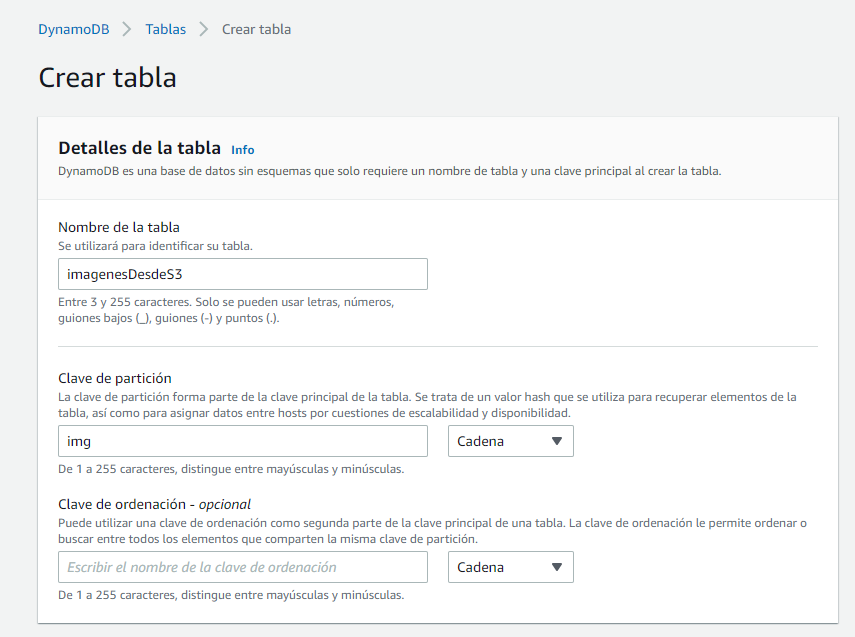 DynamoDB > Tablas > Crear tabla
Crear tabla
Detalles de la tabla Info
DynamoDB es una base de datos sin esquemas que solo requiere un nombre de tabla y una clave principal al crear la tabla.
Nombre de la tabla
Se utilizará para identificar su tabla.
imagenesDesdeS3
Entre 3 y 255 caracteres. Solo se pueden usar letras, números,
guiones bajos (_), guiones (-) y puntos (.).
Clave de partición
La clave de partición forma parte de la clave principal de la tabla. Se trata de un valor hash que se utiliza para recuperar elementos de la
tabla, así como para asignar datos entre hosts por cuestiones de escalabilidad y disponibilidad.
img Cadena
De 1 a 255 caracteres, distingue entre mayúsculas y minúsculas.
Clave de ordenación - opcional
Puede utilizar una clave de ordenación como segunda parte de la clave principal de una tabla. La clave de ordenación le permite ordenar o
buscar entre todos los elementos que comparten la misma clave de partición.
Escribir el nombre de la clave de ordenación Cadena
De 1 a 255 caracteres, distingue entre mayúsculas y minúsculas.